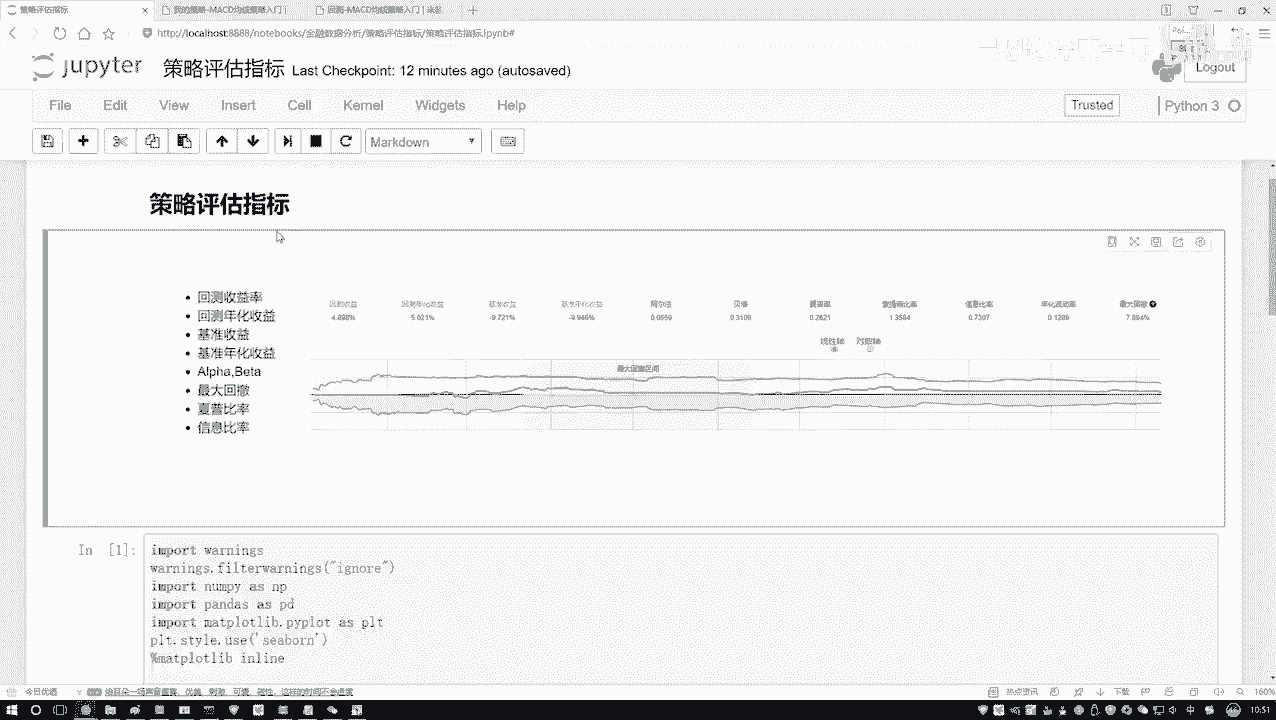 策略评估指标
我的策略-MACD均线策略入门 |
回测-MACD均线策略入门 |
http://localhost:8888/notebooks/金融数据分析/策略评估指标/策略评估指标.ipynb#
jupyter 策略评估指标 Last Checkpoint: 12 minutes ago (autosaved)
Logout
File Edit View Insert Cell Kernel Widgets Help
Trusted
Python 3
Markdown
策略评估指标
回测收益率
回测年化收益
基准收益
基准年化收益
Alpha,Beta
最大回撤
夏普比率
信息比率
回测收益 回测年化收益 基准收益 基准年化收益 阿尔法 贝塔 夏普率 信息比率 年化波动率 最大回撤
4.898% 5.021% -9.721% -9.946% 0.0659 0.3106 0.2621 1.3584 0.7307 0.1289 7.894%
线性轴 对数轴
最大回撤区间
In [1]:
import warnings
warnings.filterwarnings("ignore")
import numpy as np
import pandas as pd
import matplotlib.pyplot as plt
plt.style.use('seaborn')
%matplotlib inline
今日优选
热点资讯
下载
160%
中
10:51